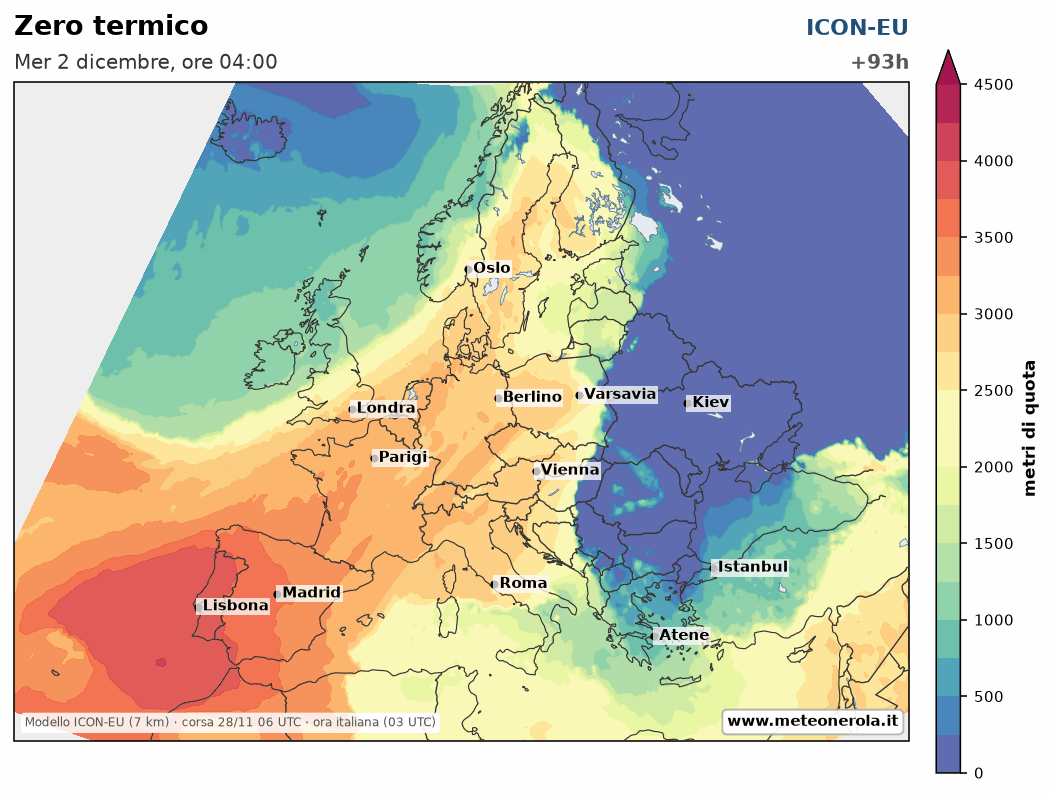 Zero termico
ICON-EU
Mer 2 dicembre, ore 04:00
+93h
4500
4000
3500
3000
2500
2000
1500
1000
500
0
metri di quota
Oslo
Berlino
Varsavia
Kiev
Londra
Parigi
Vienna
Istanbul
Roma
Madrid
Lisbona
Atene
Modello ICON-EU (7 km) · corsa 28/11 06 UTC · ora italiana (03 UTC)
www.meteonerola.it